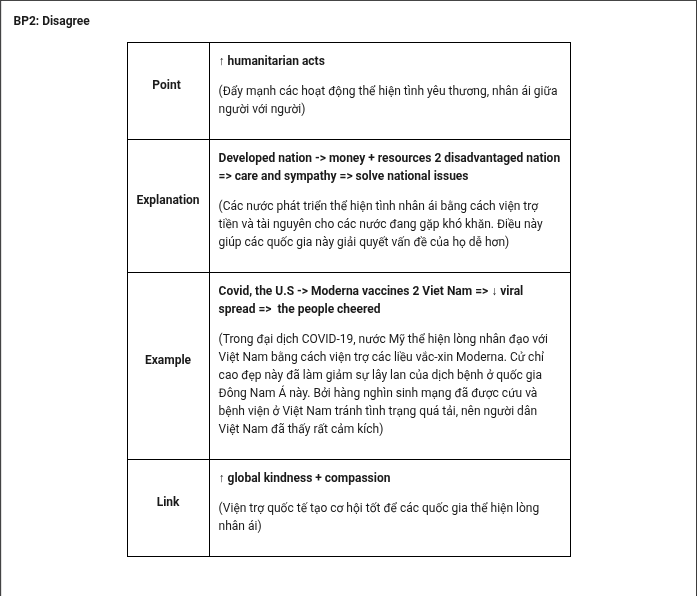 BP2: Disagree
Point
↑ humanitarian acts
(Đẩy mạnh các hoạt động thể hiện tình yêu thương, nhân ái giữa
người với người)
Explanation
Developed nation -> money + resources 2 disadvantaged nation
=> care and sympathy => solve national issues
(Các nước phát triển thể hiện tình nhân ái bằng cách viện trợ
tiền và tài nguyên cho các nước đang gặp khó khăn. Điều này
giúp các quốc gia này giải quyết vấn đề của họ dễ hơn)
Example
Covid, the U.S -> Moderna vaccines 2 Viet Nam => ↓ viral
spread => the people cheered
(Trong đại dịch COVID-19, nước Mỹ thể hiện lòng nhân đạo với
Việt Nam bằng cách viện trợ các liều vắc-xin Moderna. Cử chỉ
cao đẹp này đã làm giảm sự lây lan của dịch bệnh ở quốc gia
Đông Nam Á này. Bởi hàng nghìn sinh mạng đã được cứu và
bệnh viện ở Việt Nam tránh tình trạng quá tải, nên người dân
Việt Nam đã thấy rất cảm kích)
Link
↑ global kindness + compassion
(Viện trợ quốc tế tạo cơ hội tốt để các quốc gia thể hiện lòng
nhân ái)